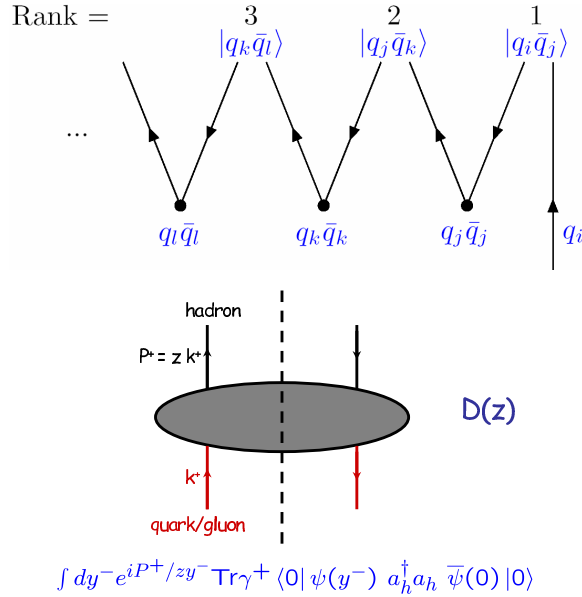 Rank = 3 2 1
|q_k q̄_l⟩ |q_j q̄_k⟩ |q_i q̄_j⟩
...
q_l q̄_l q_k q̄_k q_j q̄_j q_i
hadron
P⁺ = z k⁺
D(z)
k⁺
quark/gluon
∫ dy⁻ e^{iP⁺/zy⁻} Trγ⁺ ⟨0| ψ(y⁻) a_h^† a_h ψ̄(0) |0⟩